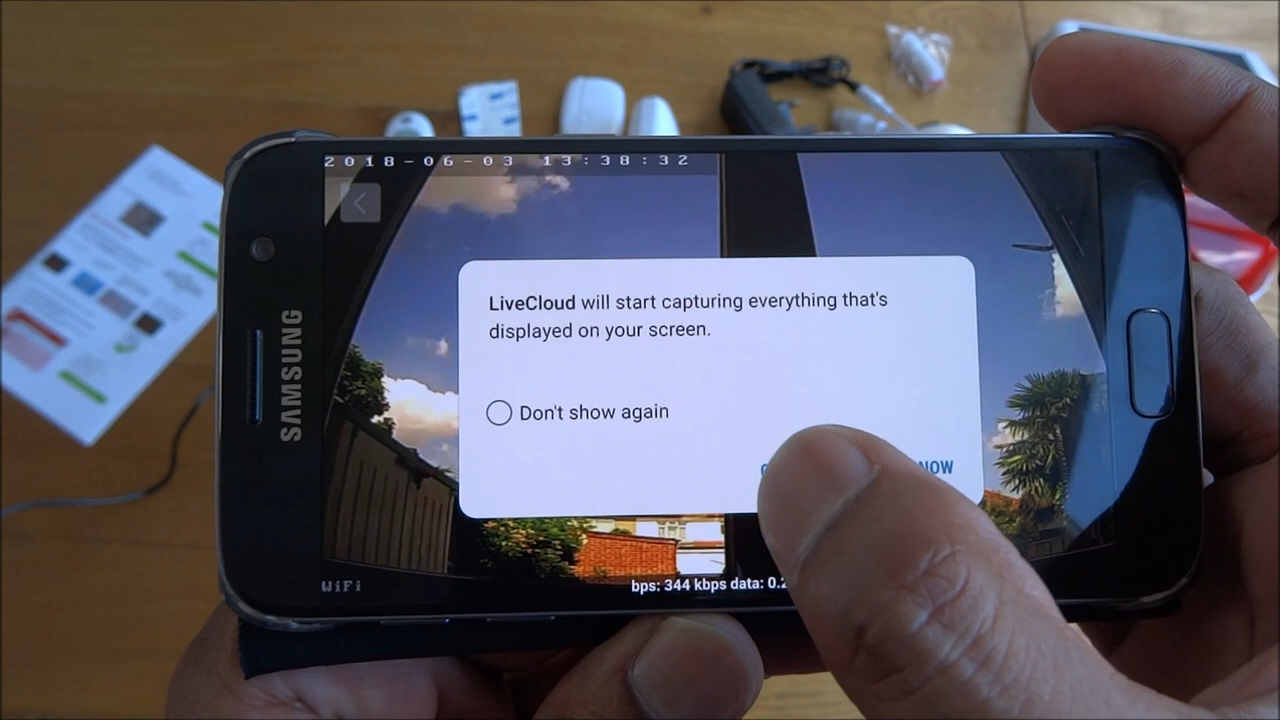 2018-06-03 13:38:32
SAMSUNG
LiveCloud will start capturing everything that's
displayed on your screen.
Don't show again
NOW
WiFi
bps: 344 kbps data: 0.2